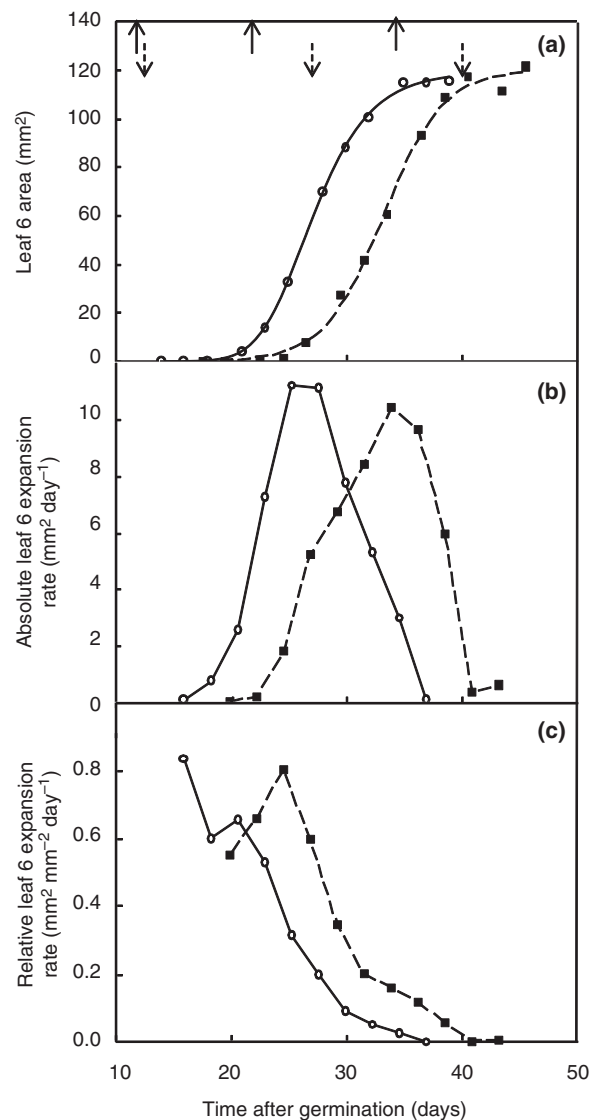 140
120
100
80
60
40
20
0
Leaf 6 area (mm²)
(a)
10
8
6
4
2
0
Absolute leaf 6 expansion
rate (mm² day⁻¹)
(b)
0.8
0.6
0.4
0.2
0.0
Relative leaf 6 expansion
rate (mm² mm⁻² day⁻¹)
(c)
10 20 30 40 50
Time after germination (days)